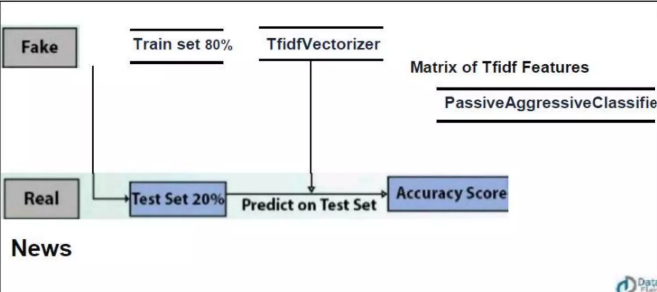 Fake
Train set 80%
TfidfVectorizer
Matrix of Tfidf Features
PassiveAggressiveClassifie
Real
Test Set 20%
Predict on Test Set
Accuracy Score
News
Data